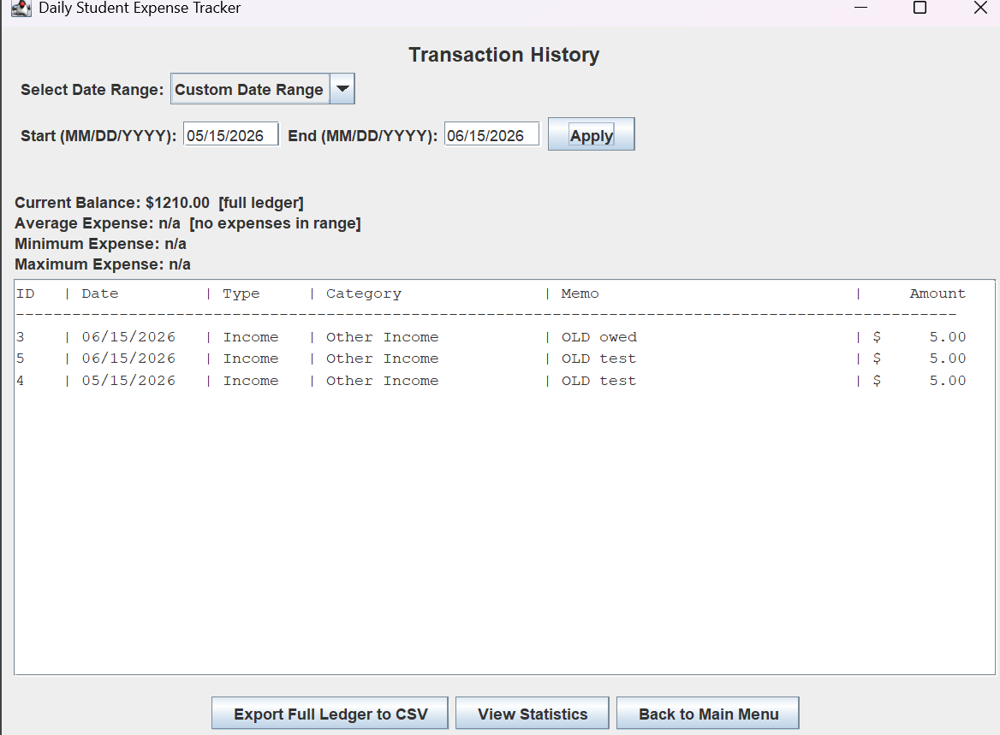 Daily Student Expense Tracker
Transaction History
Select Date Range: Custom Date Range
Start (MM/DD/YYYY): 05/15/2026 End (MM/DD/YYYY): 06/15/2026 Apply
Current Balance: $1210.00 [full ledger]
Average Expense: n/a [no expenses in range]
Minimum Expense: n/a
Maximum Expense: n/a
ID | Date | Type | Category | Memo | Amount
----------------------------------------------------------------------------------------------------
3 | 06/15/2026 | Income | Other Income | OLD owed | $ 5.00
5 | 06/15/2026 | Income | Other Income | OLD test | $ 5.00
4 | 05/15/2026 | Income | Other Income | OLD test | $ 5.00
Export Full Ledger to CSV View Statistics Back to Main Menu